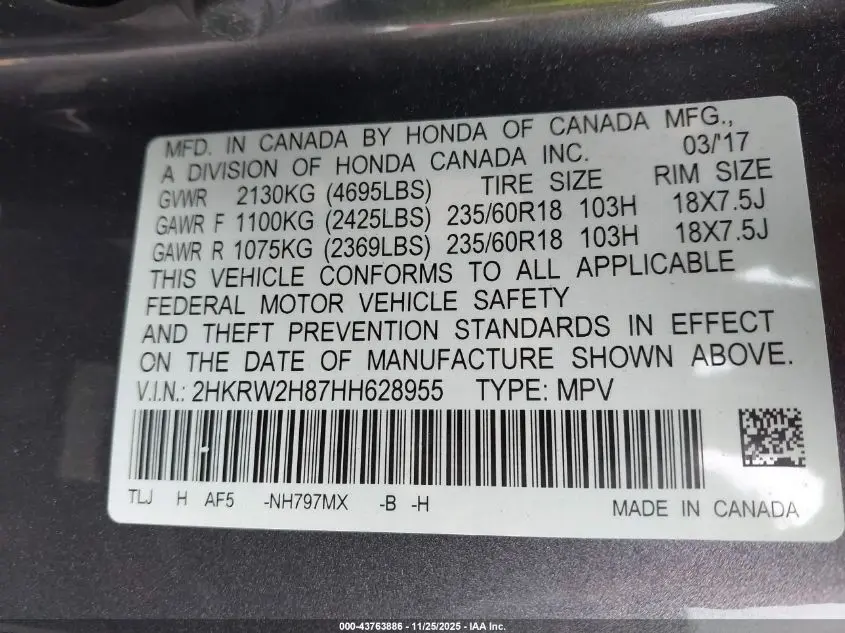 MFD. IN CANADA BY HONDA OF CANADA MFG.,
A DIVISION OF HONDA CANADA INC. 03/'17
GVWR 2130KG (4695LBS) TIRE SIZE RIM SIZE
GAWR F 1100KG (2425LBS) 235/60R18 103H 18X7.5J
GAWR R 1075KG (2369LBS) 235/60R18 103H 18X7.5J
THIS VEHICLE CONFORMS TO ALL APPLICABLE
FEDERAL MOTOR VEHICLE SAFETY
AND THEFT PREVENTION STANDARDS IN EFFECT
ON THE DATE OF MANUFACTURE SHOWN ABOVE.
V.I.N.: 2HKRW2H87HH628955 TYPE: MPV
TLJ H AF5 -NH797MX -B -H MADE IN CANADA
000-43763886 - 11/25/2025 - IAA Inc.